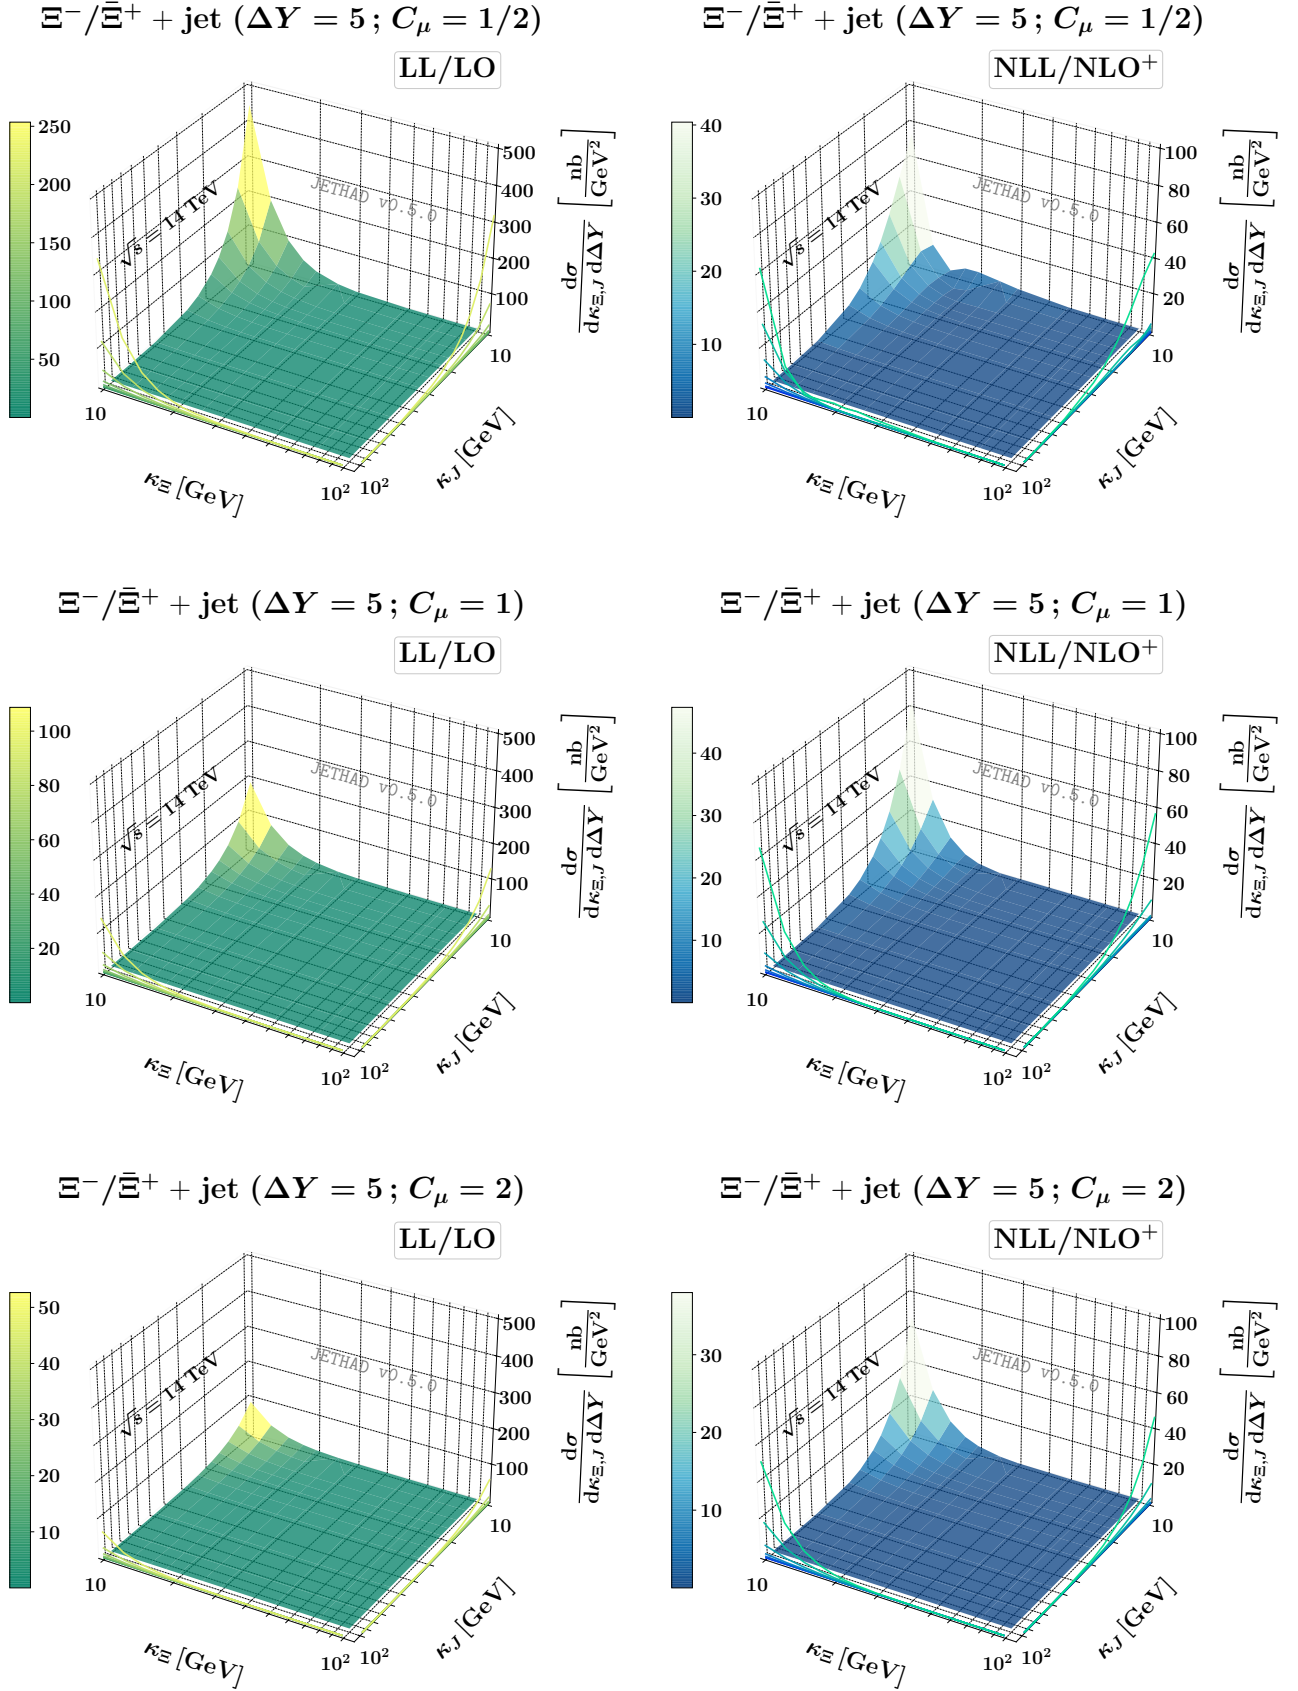 Ξ⁻/Ξ̄⁺ + jet (ΔY = 5 ; C_μ = 1/2)
LL/LO
250
200
150
100
50
√s = 14 TeV
JETHAD v0.5.0
500
400
300
200
100
10
10
10² 10²
κ_Ξ [GeV]
κ_J [GeV]
dσ / dκ_Ξ,J dΔY [nb / GeV²]
Ξ⁻/Ξ̄⁺ + jet (ΔY = 5 ; C_μ = 1/2)
NLL/NLO⁺
40
30
20
10
√s = 14 TeV
JETHAD v0.5.0
100
80
60
40
20
10
10
10² 10²
κ_Ξ [GeV]
κ_J [GeV]
dσ / dκ_Ξ,J dΔY [nb / GeV²]
Ξ⁻/Ξ̄⁺ + jet (ΔY = 5 ; C_μ = 1)
LL/LO
100
80
60
40
20
√s = 14 TeV
JETHAD v0.5.0
500
400
300
200
100
10
10
10² 10²
κ_Ξ [GeV]
κ_J [GeV]
dσ / dκ_Ξ,J dΔY [nb / GeV²]
Ξ⁻/Ξ̄⁺ + jet (ΔY = 5 ; C_μ = 1)
NLL/NLO⁺
40
30
20
10
√s = 14 TeV
JETHAD v0.5.0
100
80
60
40
20
10
10
10² 10²
κ_Ξ [GeV]
κ_J [GeV]
dσ / dκ_Ξ,J dΔY [nb / GeV²]
Ξ⁻/Ξ̄⁺ + jet (ΔY = 5 ; C_μ = 2)
LL/LO
50
40
30
20
10
√s = 14 TeV
JETHAD v0.5.0
500
400
300
200
100
10
10
10² 10²
κ_Ξ [GeV]
κ_J [GeV]
dσ / dκ_Ξ,J dΔY [nb / GeV²]
Ξ⁻/Ξ̄⁺ + jet (ΔY = 5 ; C_μ = 2)
NLL/NLO⁺
30
20
10
√s = 14 TeV
JETHAD v0.5.0
100
80
60
40
20
10
10
10² 10²
κ_Ξ [GeV]
κ_J [GeV]
dσ / dκ_Ξ,J dΔY [nb / GeV²]